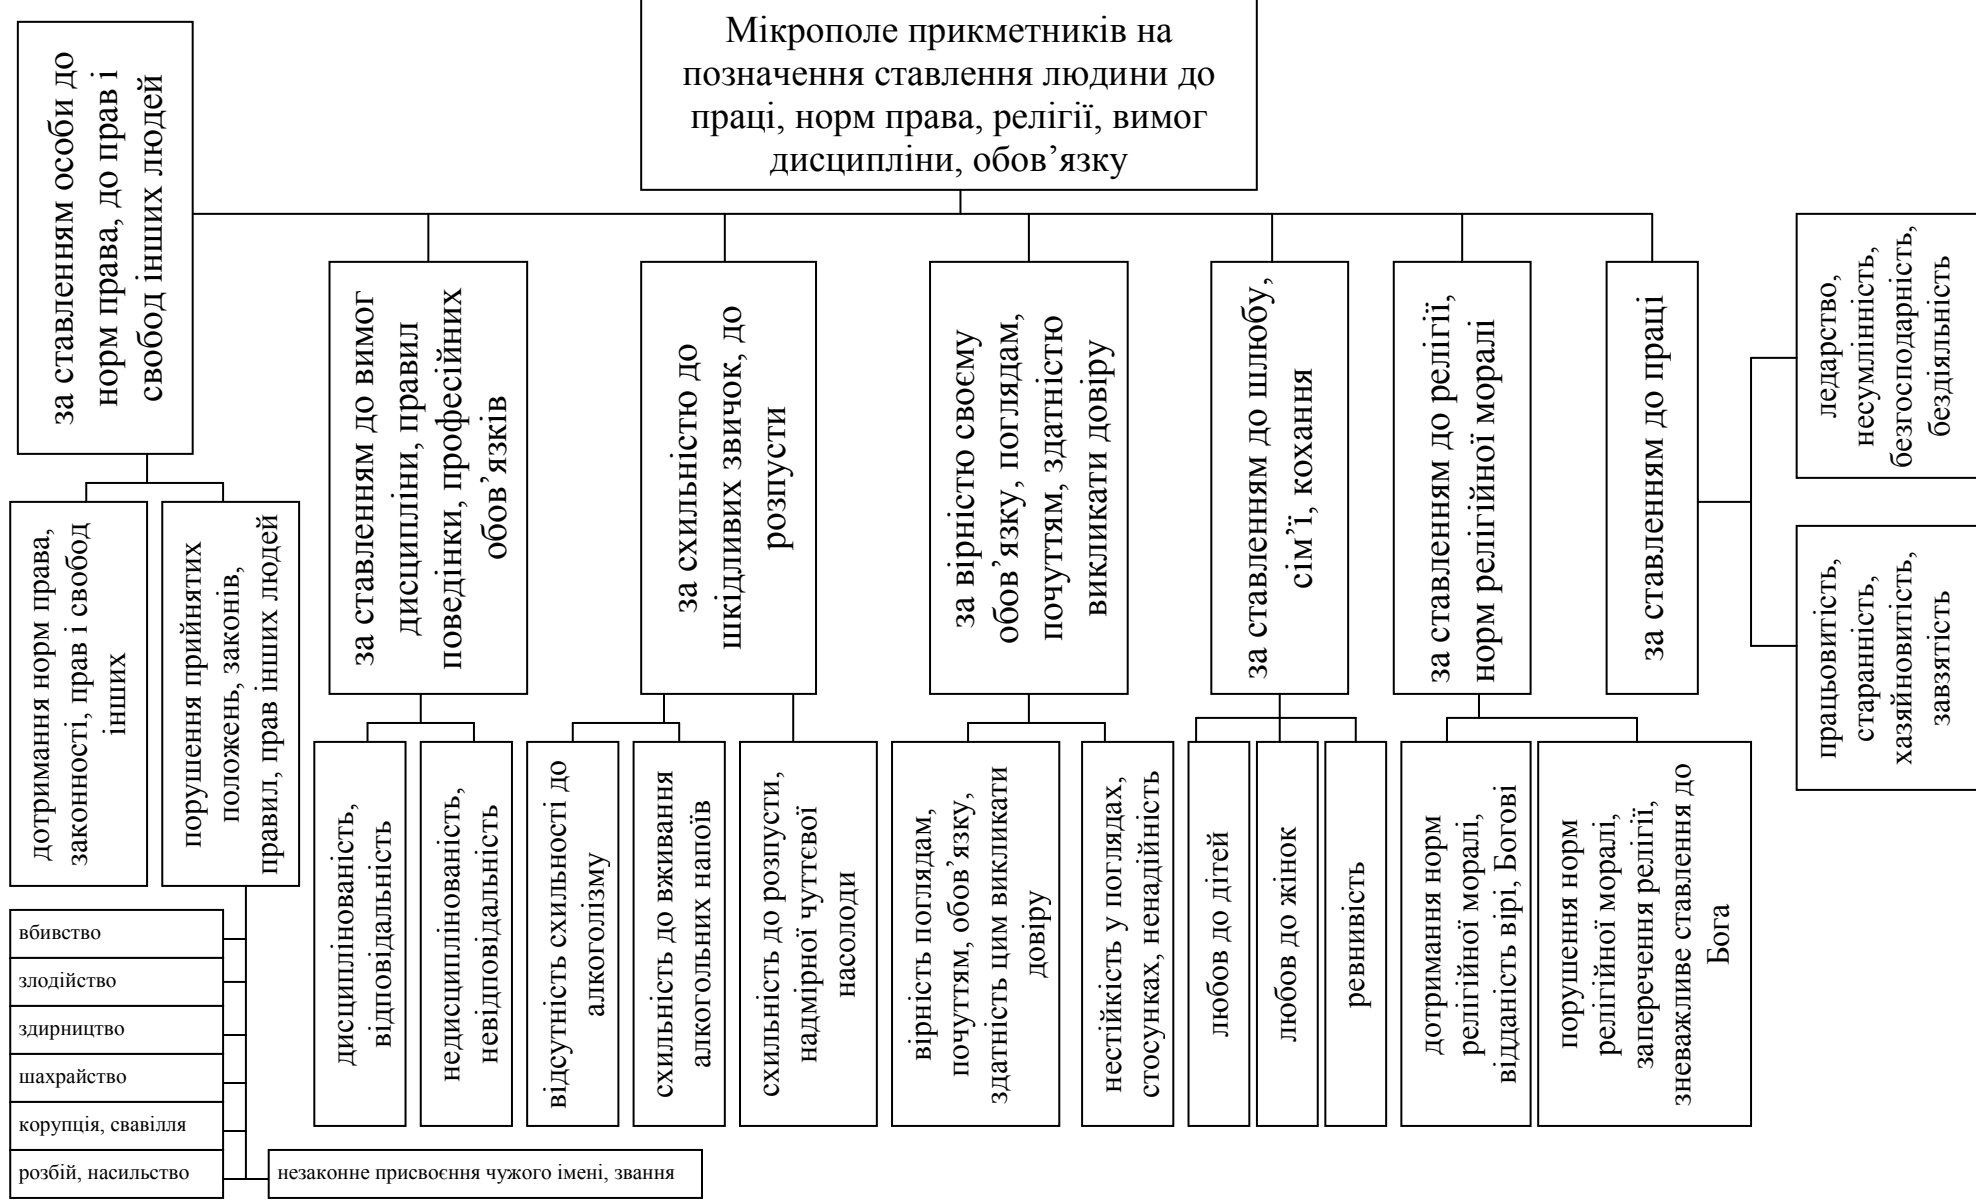 Мікрополе прикметників на
позначення ставлення людини до
праці, норм права, релігії, вимог
дисципліни, обов’язку
за ставленням особи до
норм права, до прав і
свобод інших людей
дотримання норм права,
законності, прав і свобод
інших
порушення прийнятих
положень, законів,
правил, прав інших людей
вбивство
злодійство
здирництво
шахрайство
корупція, свавілля
розбій, насильство
незаконне присвоєння чужого імені, звання
за ставленням до вимог
дисципліни, правил
поведінки, професійних
обов’язків
дисциплінованість,
відповідальність
недисциплінованість,
невідповідальність
за схильністю до
шкідливих звичок, до
розпусти
відсутність схильності до
алкоголізму
схильність до вживання
алкогольних напоїв
схильність до розпусти,
надмірної чуттєвої
насолоди
за вірністю своєму
обов’язку, поглядам,
почуттям, здатністю
викликати довіру
вірність поглядам,
почуттям, обов’язку,
здатність цим викликати
довіру
нестійкість у поглядах,
стосунках, ненадійність
за ставленням до шлюбу,
сім’ї, кохання
любов до дітей
любов до жінок
ревнивість
за ставленням до релігії,
норм релігійної моралі
дотримання норм
релігійної моралі,
відданість вірі, Богові
порушення норм
релігійної моралі,
заперечення релігії,
зневажливе ставлення до
Бога
за ставленням до праці
ледарство,
несумлінність,
безгосподарність,
бездіяльність
працьовитість,
старанність,
хазяйновитість,
завзятість